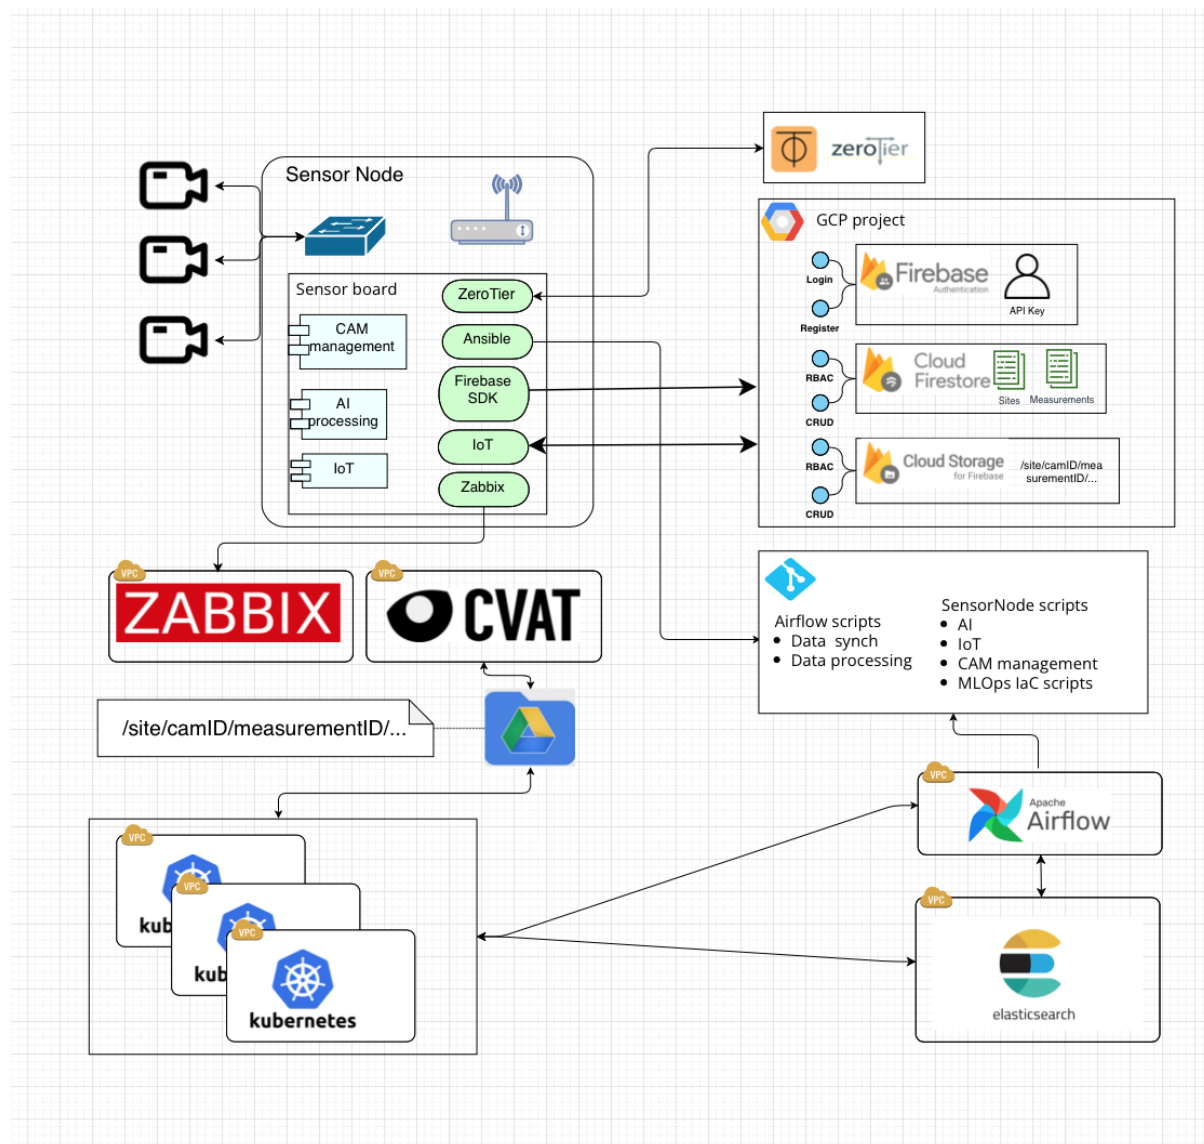 Sensor Node
Sensor board
CAM
management
AI
processing
IoT
ZeroTier
Ansible
Firebase
SDK
IoT
Zabbix
zeroTier
GCP project
Login
Register
Firebase
Authentication
API Key
RBAC
CRUD
Cloud
Firestore
Sites
Measurements
RBAC
CRUD
Cloud Storage
for Firebase
/site/camID/mea
surementID/...
VPC
ZABBIX
VPC
CVAT
Airflow scripts
Data synch
Data processing
SensorNode scripts
AI
IoT
CAM management
MLOps IaC scripts
/site/camID/measurementID/...
VPC
Apache
Airflow
VPC
kub
VPC
kub
VPC
kubernetes
VPC
elasticsearch